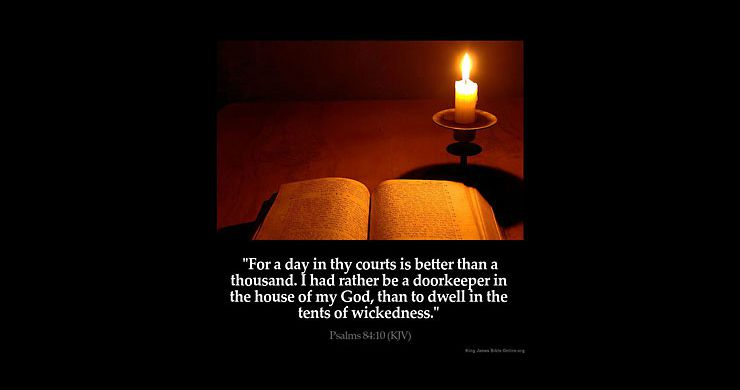 "For a day in thy courts is better than a
thousand. I had rather be a doorkeeper in
the house of my God, than to dwell in the
tents of wickedness."
Psalms 84:10 (KJV)
King James Bible Online.org